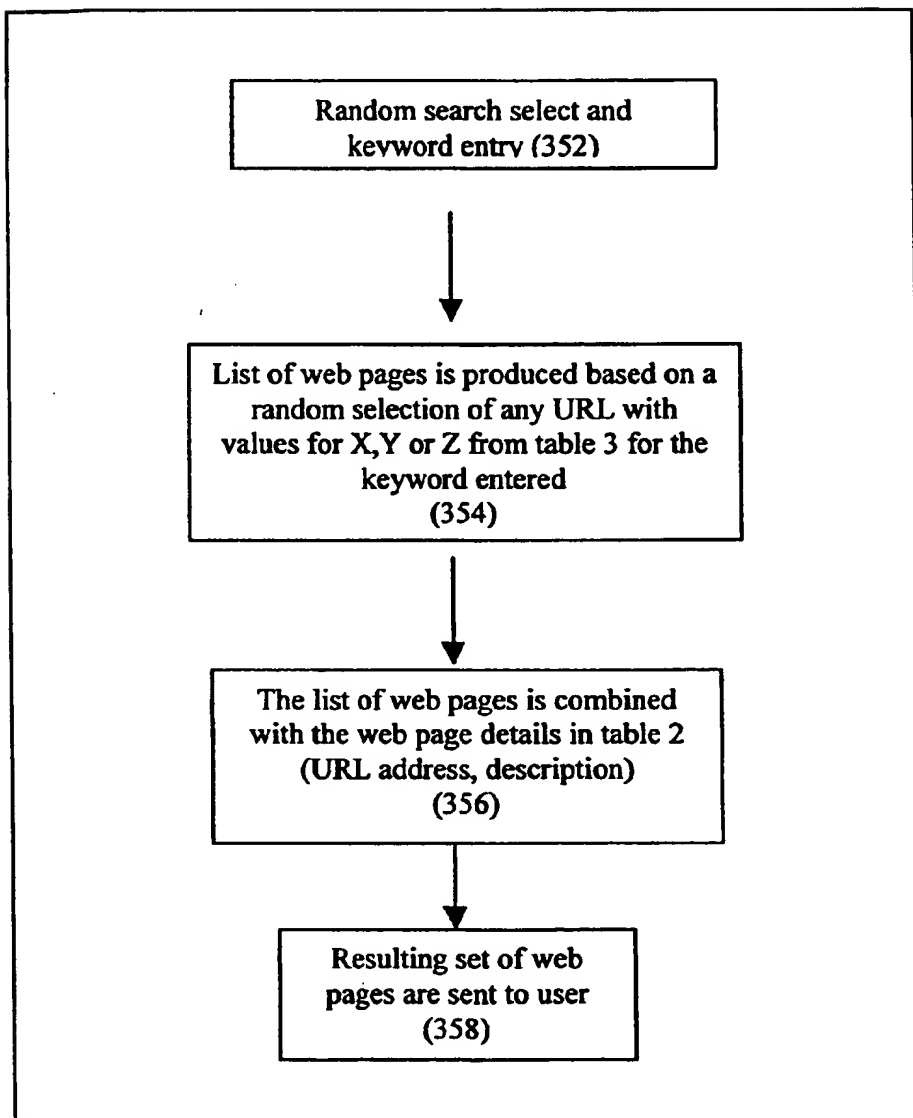 Random search select and
keyword entry (352)
List of web pages is produced based on a
random selection of any URL with
values for X,Y or Z from table 3 for the
keyword entered
(354)
The list of web pages is combined
with the web page details in table 2
(URL address, description)
(356)
Resulting set of web
pages are sent to user
(358)